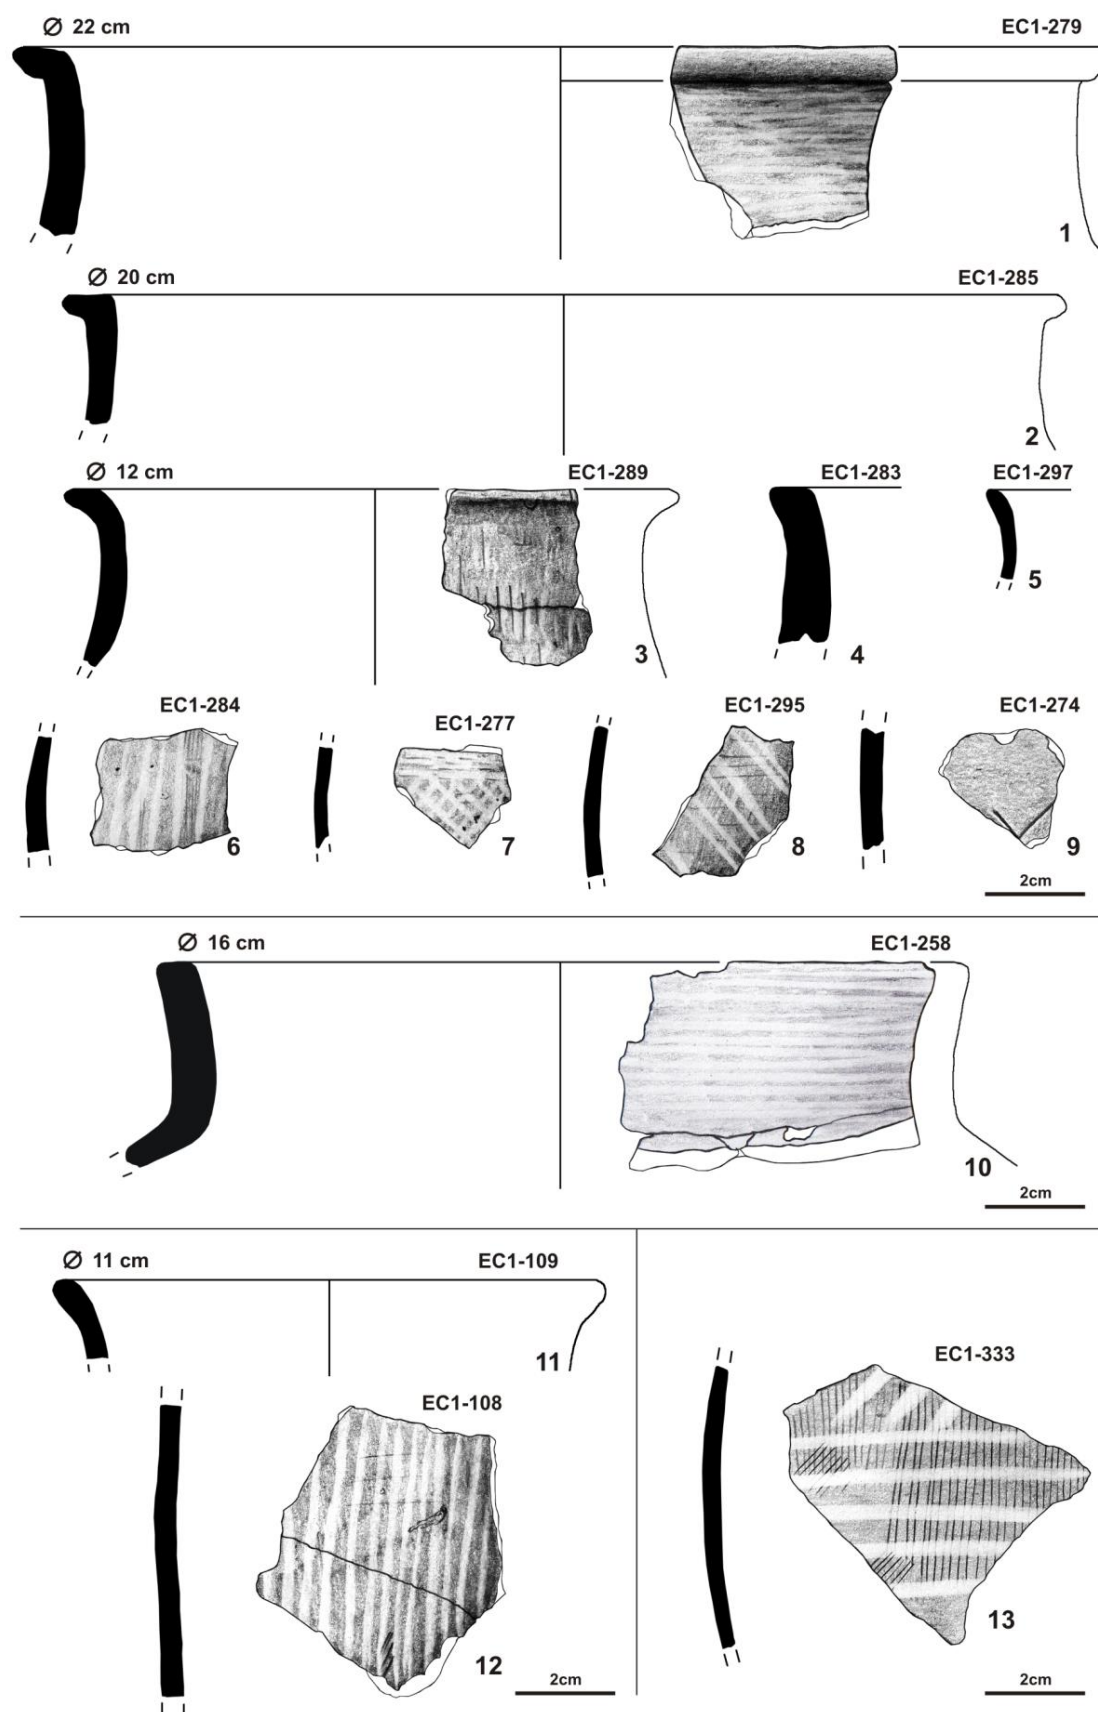 Ø 22 cm EC1-279
1
Ø 20 cm EC1-285
2
Ø 12 cm EC1-289 EC1-283 EC1-297
5
3 4
EC1-284 EC1-277 EC1-295 EC1-274
6 7 8 9
2cm
Ø 16 cm EC1-258
10
2cm
Ø 11 cm EC1-109
11
EC1-333
EC1-108
13
12
2cm 2cm